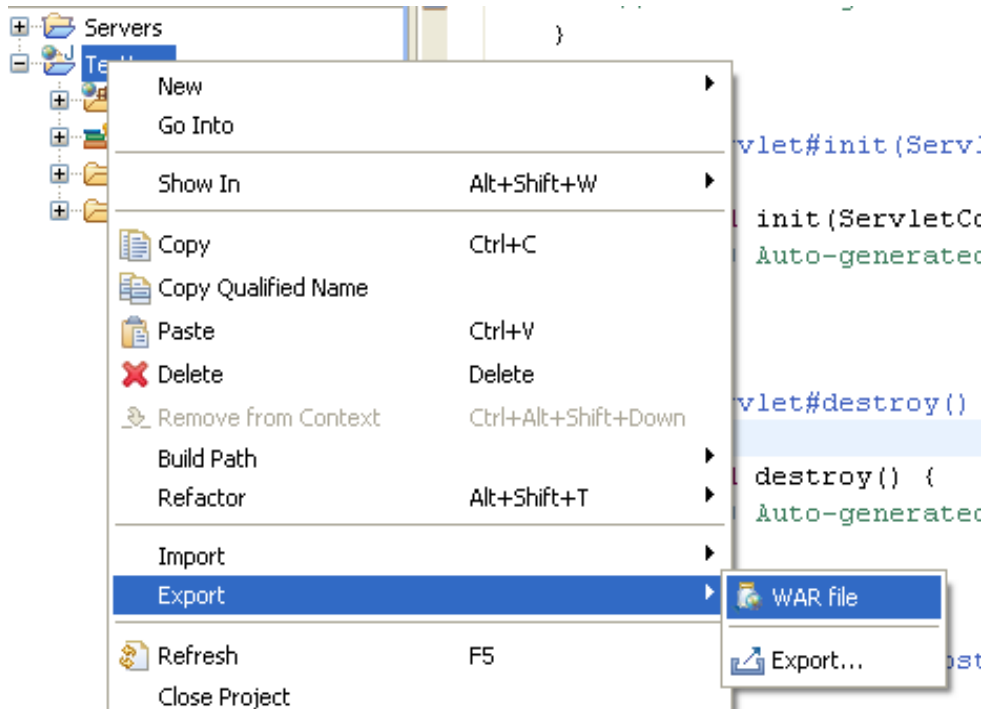 Servers
}
New
Go Into
vlet#init(Serv
Show In Alt+Shift+W
init(ServletCo
Copy Ctrl+C
Auto-generated
Copy Qualified Name
Paste Ctrl+V
Delete Delete
vlet#destroy()
Remove from Context Ctrl+Alt+Shift+Down
Build Path
destroy() {
Refactor Alt+Shift+T
Auto-generated
Import
Export
WAR file
Refresh F5
Export...
Close Project